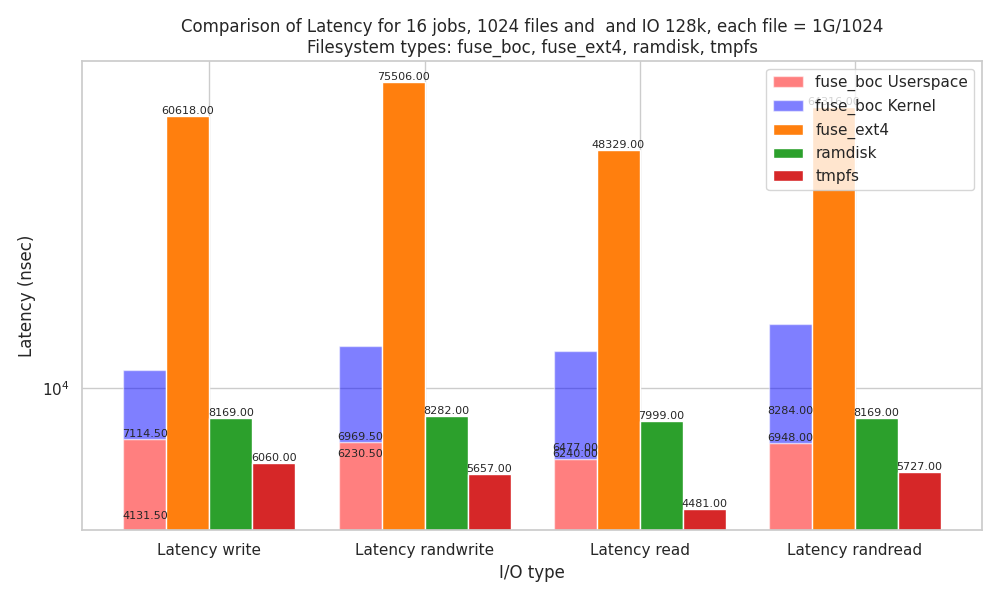 Comparison of Latency for 16 jobs, 1024 files and  and IO 128k, each file = 1G/1024
Filesystem types: fuse_boc, fuse_ext4, ramdisk, tmpfs
fuse_boc Userspace
fuse_boc Kernel
fuse_ext4
ramdisk
tmpfs
Latency (nsec)
10⁴
7114.50
4131.50
60618.00
8169.00
6060.00
6969.50
6230.50
75506.00
8282.00
5657.00
6477.00
6240.00
48329.00
7999.00
4481.00
8284.00
6948.00
8169.00
5727.00
Latency write
Latency randwrite
Latency read
Latency randread
I/O type